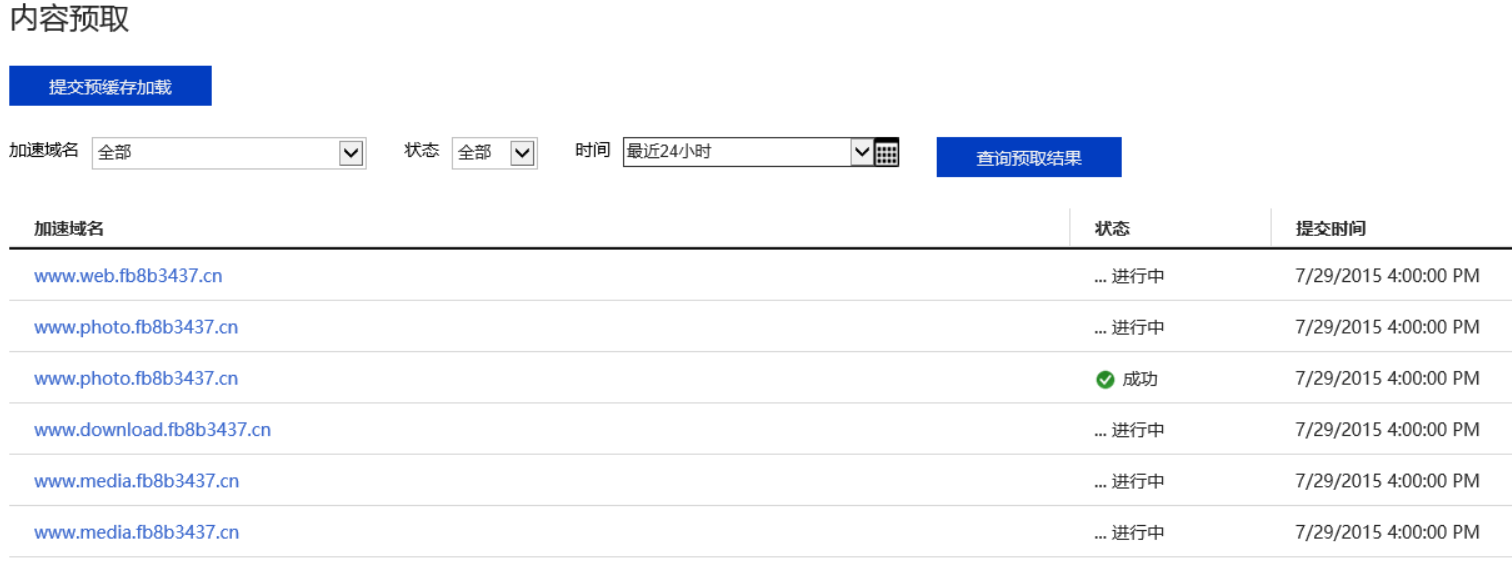 内容预取
提交预缓存加载
加速域名 全部 状态 全部 时间 最近24小时 查询预取结果
加速域名 状态 提交时间
www.web.fb8b3437.cn ... 进行中 7/29/2015 4:00:00 PM
www.photo.fb8b3437.cn ... 进行中 7/29/2015 4:00:00 PM
www.photo.fb8b3437.cn 成功 7/29/2015 4:00:00 PM
www.download.fb8b3437.cn ... 进行中 7/29/2015 4:00:00 PM
www.media.fb8b3437.cn ... 进行中 7/29/2015 4:00:00 PM
www.media.fb8b3437.cn ... 进行中 7/29/2015 4:00:00 PM